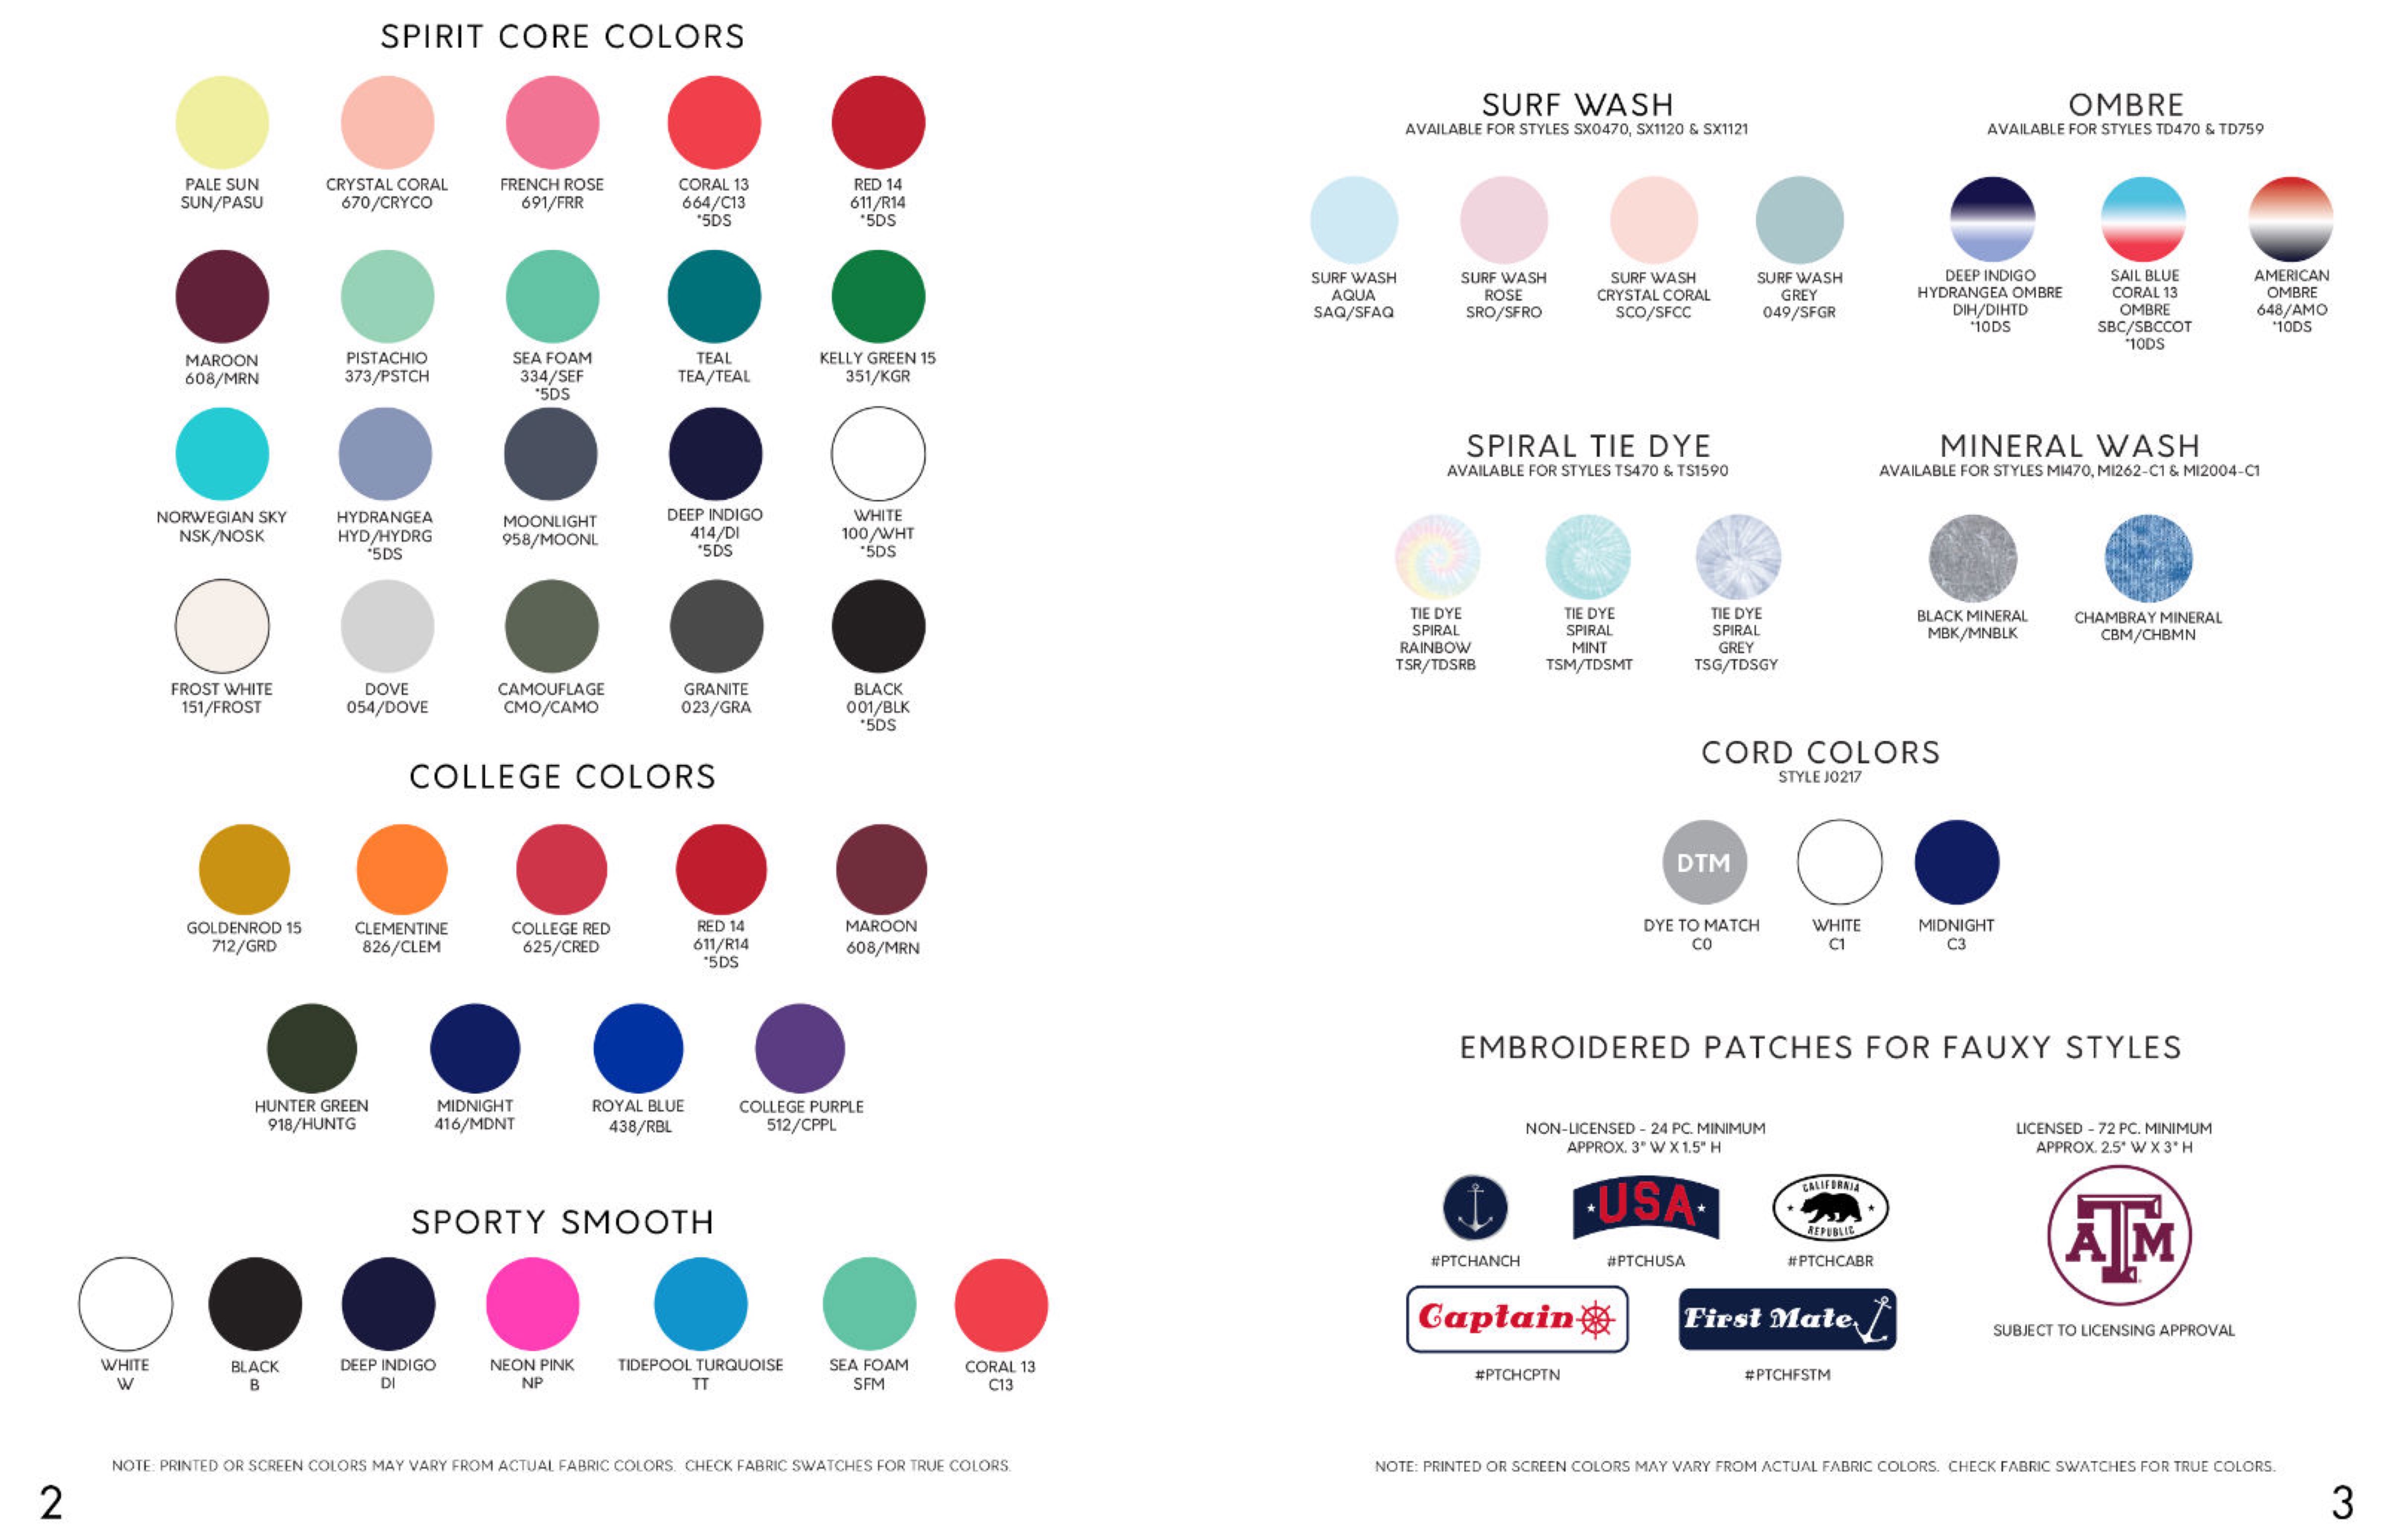 SPIRIT CORE COLORS
PALE SUN
SUN/PASU
CRYSTAL CORAL
670/CRYCO
FRENCH ROSE
691/FRR
CORAL 13
664/C13
*5DS
RED 14
611/R14
*5DS
MAROON
608/MRN
PISTACHIO
373/PSTCH
SEA FOAM
334/SEF
*5DS
TEAL
TEA/TEAL
KELLY GREEN 15
351/KGR
NORWEGIAN SKY
NSK/NOSK
HYDRANGEA
HYD/HYDRG
*5DS
MOONLIGHT
958/MOONL
DEEP INDIGO
414/DI
*5DS
WHITE
100/WHT
*5DS
FROST WHITE
151/FROST
DOVE
054/DOVE
CAMOUFLAGE
CMO/CAMO
GRANITE
023/GRA
BLACK
001/BLK
*5DS
COLLEGE COLORS
GOLDENROD 15
712/GRD
CLEMENTINE
826/CLEM
COLLEGE RED
625/CRED
RED 14
611/R14
*5DS
MAROON
608/MRN
HUNTER GREEN
918/HUNTG
MIDNIGHT
416/MDNT
ROYAL BLUE
438/RBL
COLLEGE PURPLE
512/CPPL
SPORTY SMOOTH
WHITE
W
BLACK
B
DEEP INDIGO
DI
NEON PINK
NP
TIDEPOOL TURQUOISE
TT
SEA FOAM
SFM
CORAL 13
C13
NOTE: PRINTED OR SCREEN COLORS MAY VARY FROM ACTUAL FABRIC COLORS. CHECK FABRIC SWATCHES FOR TRUE COLORS.
2
SURF WASH
AVAILABLE FOR STYLES SX0470, SX1120 & SX1121
SURF WASH
AQUA
SAQ/SFAQ
SURF WASH
ROSE
SRO/SFRO
SURF WASH
CRYSTAL CORAL
SCO/SFCC
SURF WASH
GREY
049/SFGR
OMBRE
AVAILABLE FOR STYLES TD470 & TD759
DEEP INDIGO
HYDRANGEA OMBRE
DIH/DIHTD
*10DS
SAIL BLUE
CORAL 13
OMBRE
SBC/SBCCOT
*10DS
AMERICAN
OMBRE
648/AMO
*10DS
SPIRAL TIE DYE
AVAILABLE FOR STYLES TS470 & TS1590
TIE DYE
SPIRAL
RAINBOW
TSR/TDSRB
TIE DYE
SPIRAL
MINT
TSM/TDSMT
TIE DYE
SPIRAL
GREY
TSG/TDSGY
MINERAL WASH
AVAILABLE FOR STYLES MI470, MI262-C1 & MI2004-C1
BLACK MINERAL
MBK/MNBLK
CHAMBRAY MINERAL
CBM/CHBMN
CORD COLORS
STYLE J0217
DTM
DYE TO MATCH
C0
WHITE
C1
MIDNIGHT
C3
EMBROIDERED PATCHES FOR FAUXY STYLES
NON-LICENSED - 24 PC. MINIMUM
APPROX. 3" W X 1.5" H
#PTCHANCH
USA
#PTCHUSA
CALIFORNIA
REPUBLIC
#PTCHCABR
Captain
#PTCHCPTN
First Mate
#PTCHFSTM
LICENSED - 72 PC. MINIMUM
APPROX. 2.5" W X 3" H
ATM
SUBJECT TO LICENSING APPROVAL
NOTE: PRINTED OR SCREEN COLORS MAY VARY FROM ACTUAL FABRIC COLORS. CHECK FABRIC SWATCHES FOR TRUE COLORS.
3